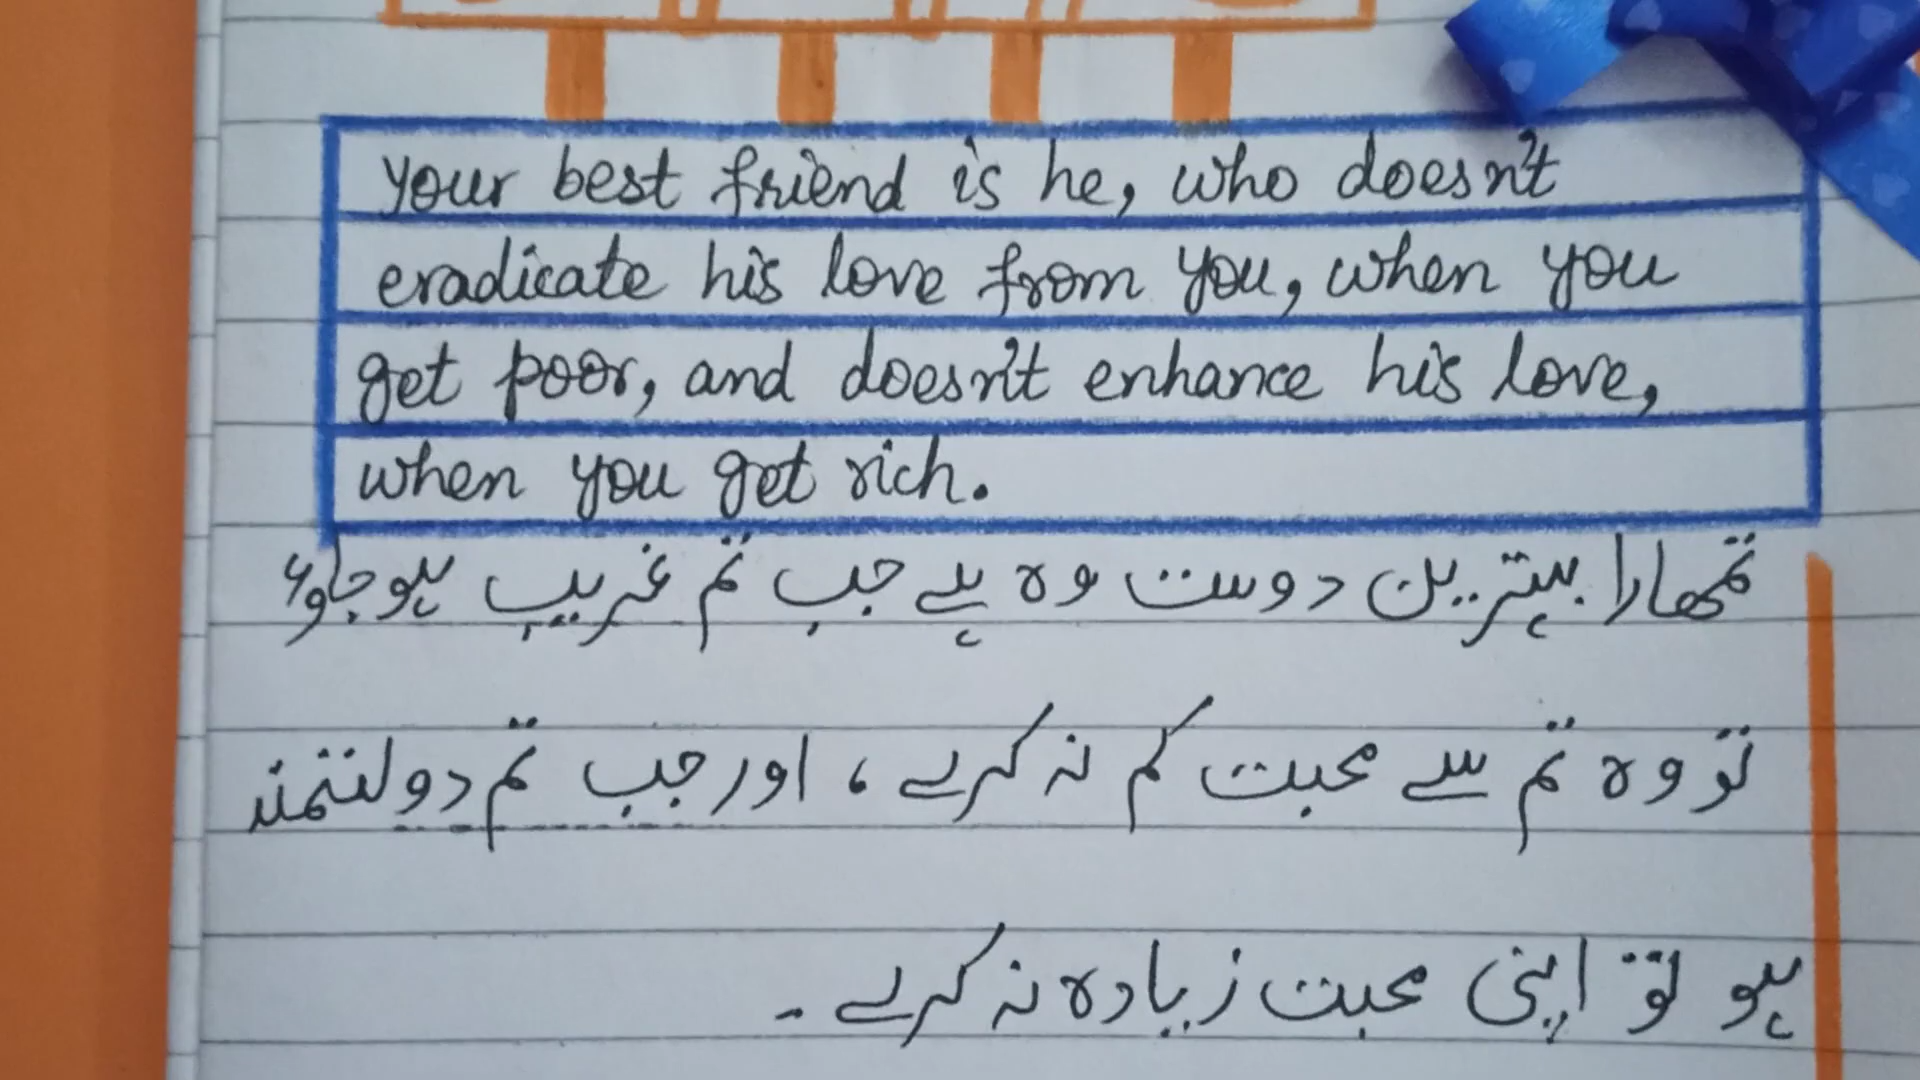 your best friend is he, who doesn't
eradicate his love from you, when you
get poor, and doesn't enhance his love,
when you get rich.
تمھارا بہترین دوست وہ ہے جب تم غریب ہوجاؤ
تو وہ تم سے محبت کم نہ کرے ، اور جب تم دولتمند
ہو تو اپنی محبت زیادہ نہ کرے ۔